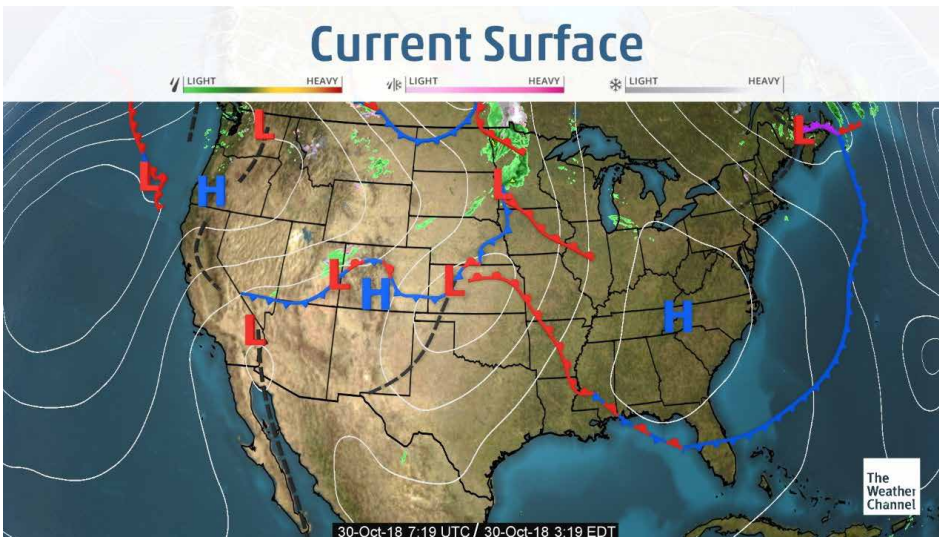 Current Surface
LIGHT HEAVY LIGHT HEAVY LIGHT HEAVY
L
L
L
H
L
L
L
H
H
L
The
Weather
Channel
30-Oct-18 7:19 UTC / 30-Oct-18 3:19 EDT